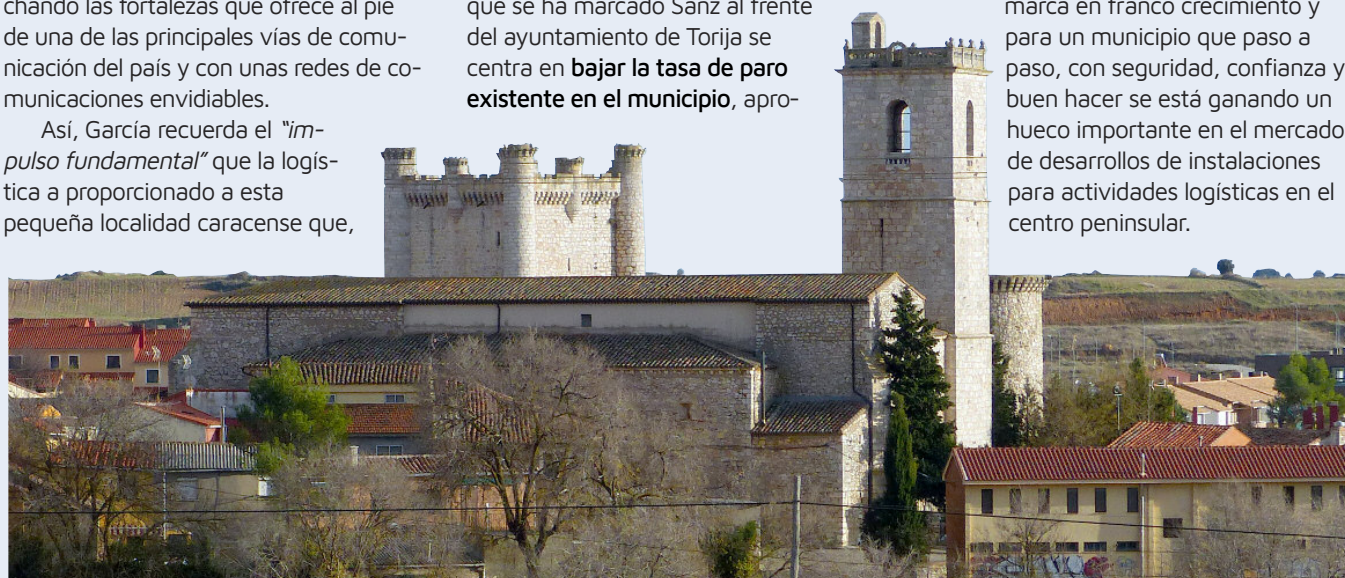 chando las fortalezas que ofrece al pie
de una de las principales vías de comu-
nicación del país y con unas redes de co-
municaciones envidiables.
Así, García recuerda el "im-
pulso fundamental" que la logís-
tica a proporcionado a esta
pequeña localidad caracense que,
que se ha marcado Sanz al frente
del ayuntamiento de Torija se
centra en bajar la tasa de paro
existente en el municipio, apro-
marca en franco crecimiento y
para un municipio que paso a
paso, con seguridad, confianza y
buen hacer se está ganando un
hueco importante en el mercado
de desarrollos de instalaciones
para actividades logísticas en el
centro peninsular.